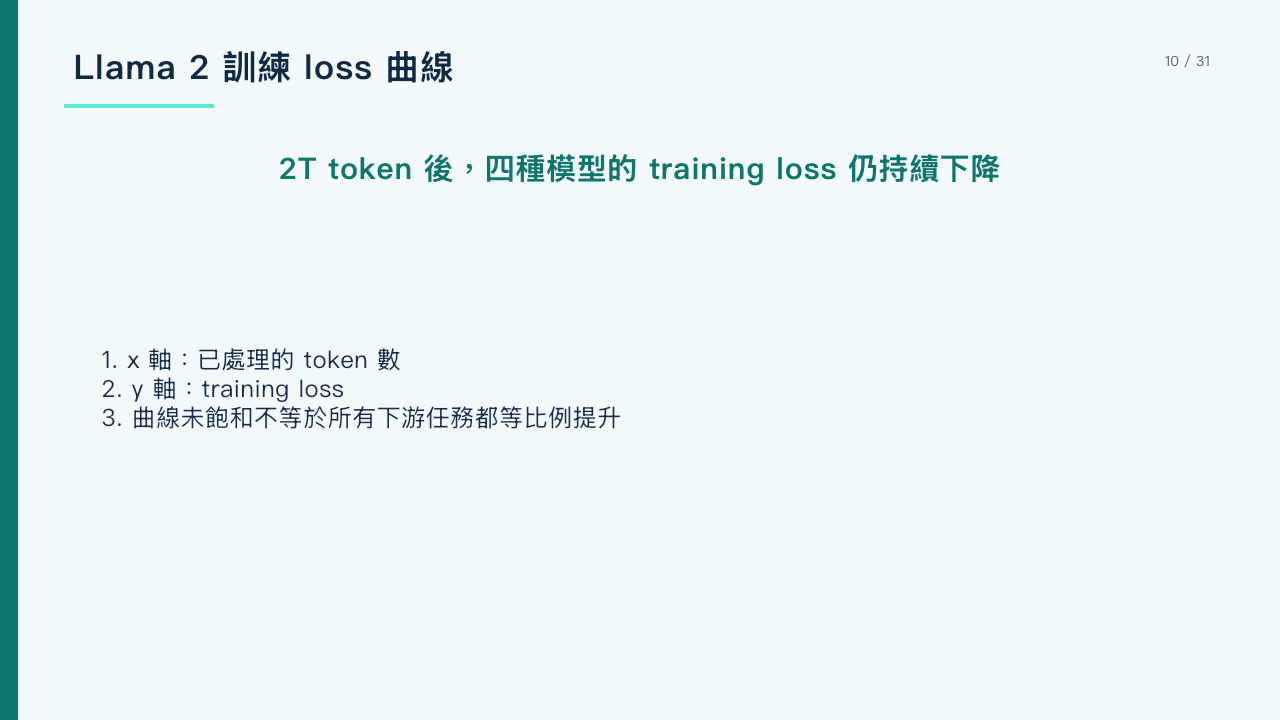 Llama 2 訓練 loss 曲線
10 / 31
2T token 後，四種模型的 training loss 仍持續下降
1. x 軸：已處理的 token 數
2. y 軸：training loss
3. 曲線未飽和不等於所有下游任務都等比例提升